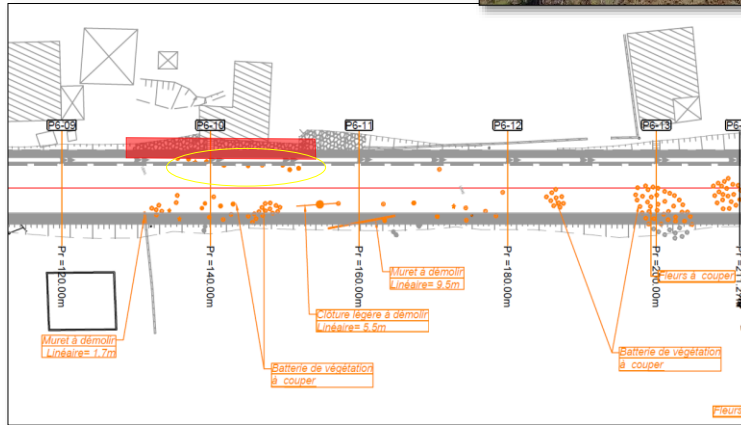 P6-09
P6-10
P6-11
P6-12
P6-13
Pr =120.00m
Pr =140.00m
Pr =160.00m
Pr =180.00m
Pr =200.00m
Muret à démolir
Linéaire= 9.5m
Fleurs à couper
Clôture légère à démolir
Linéaire= 5.5m
Muret à démolir
Linéaire= 1.7m
Batterie de végétation
à couper
Batterie de végétation
à couper
Fleurs